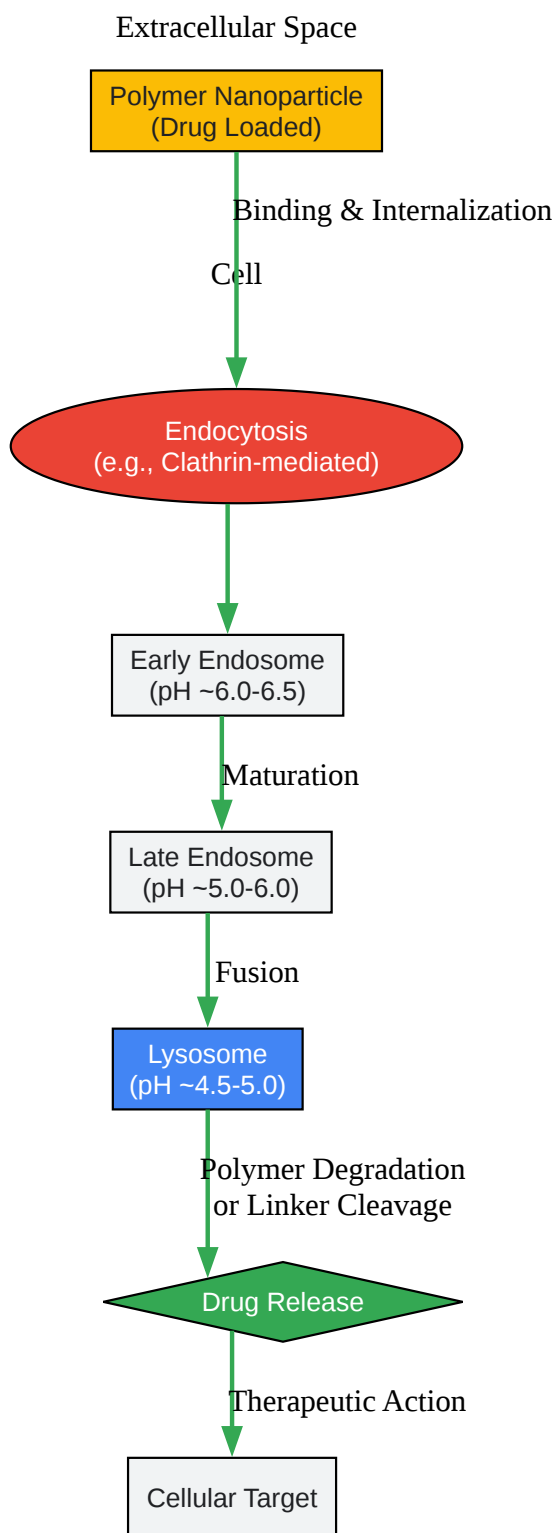 Extracellular Space
Polymer Nanoparticle
(Drug Loaded)
Binding & Internalization
Cell
Endocytosis
(e.g., Clathrin-mediated)
Early Endosome
(pH ~6.0-6.5)
Maturation
Late Endosome
(pH ~5.0-6.0)
Fusion
Lysosome
(pH ~4.5-5.0)
Polymer Degradation
or Linker Cleavage
Drug Release
Therapeutic Action
Cellular Target